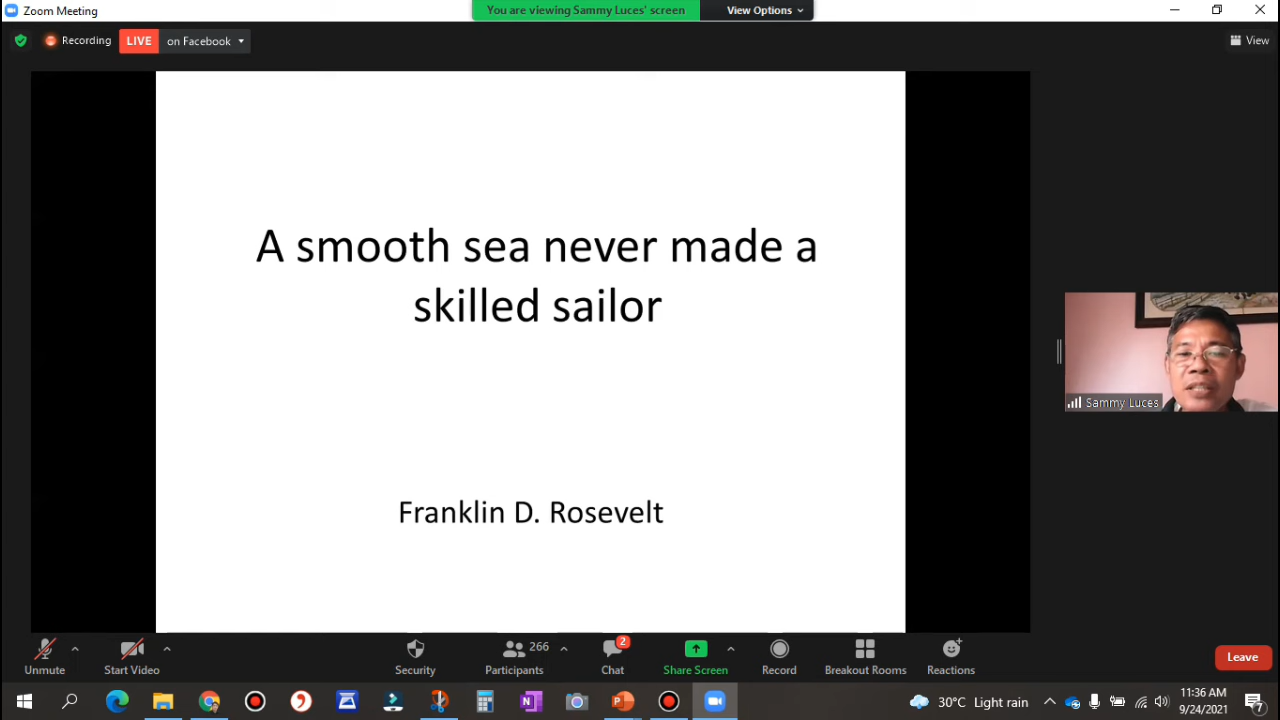 Zoom Meeting
You are viewing Sammy Luces' screen
View Options
Recording
LIVE
on Facebook
View
A smooth sea never made a
skilled sailor
Franklin D. Rosevelt
Sammy Luces
Unmute
Start Video
Security
266
Participants
2
Chat
Share Screen
Record
Breakout Rooms
Reactions
Leave
30°C Light rain
11:36 AM
9/24/2021
7